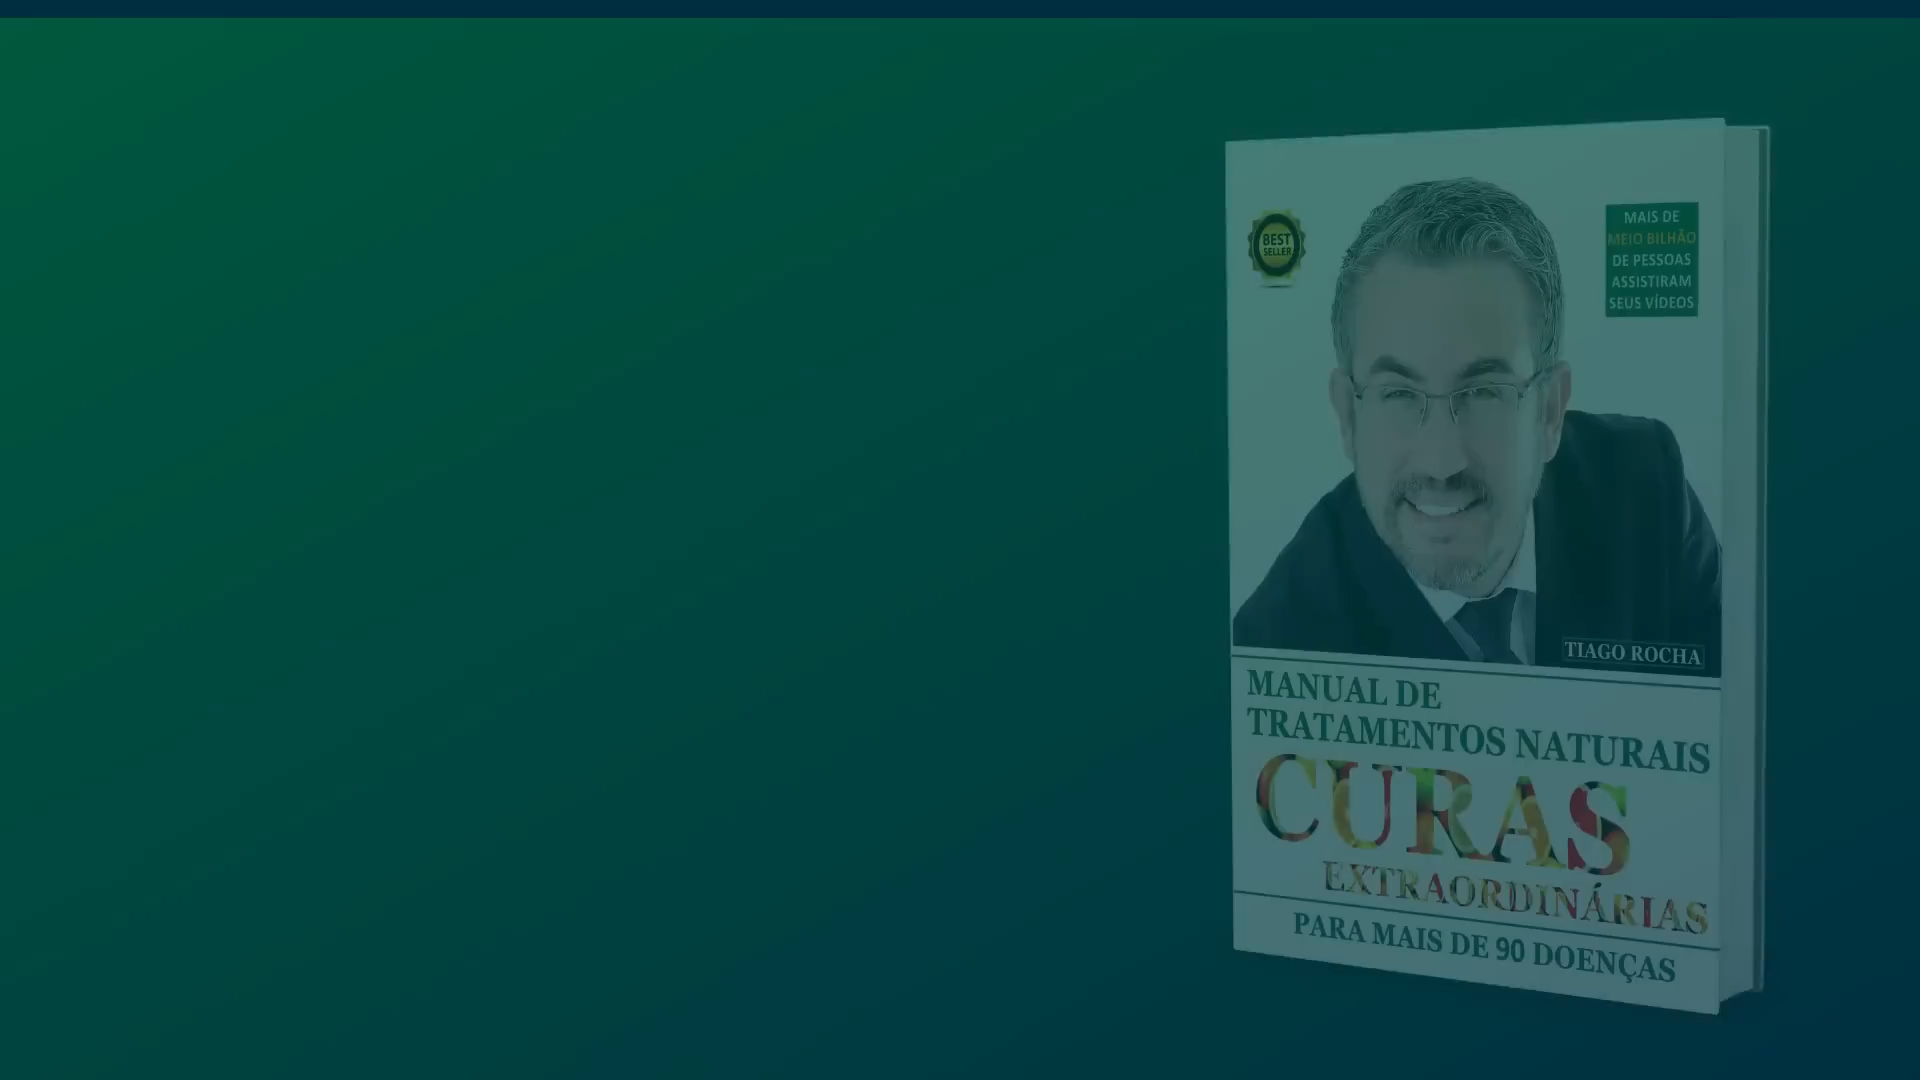 BEST
SELLER
MAIS DE
MEIO BILHÃO
DE PESSOAS
ASSISTIRAM
SEUS VÍDEOS
TIAGO ROCHA
MANUAL DE
TRATAMENTOS NATURAIS
CURAS
EXTRAORDINÁRIAS
PARA MAIS DE 90 DOENÇAS